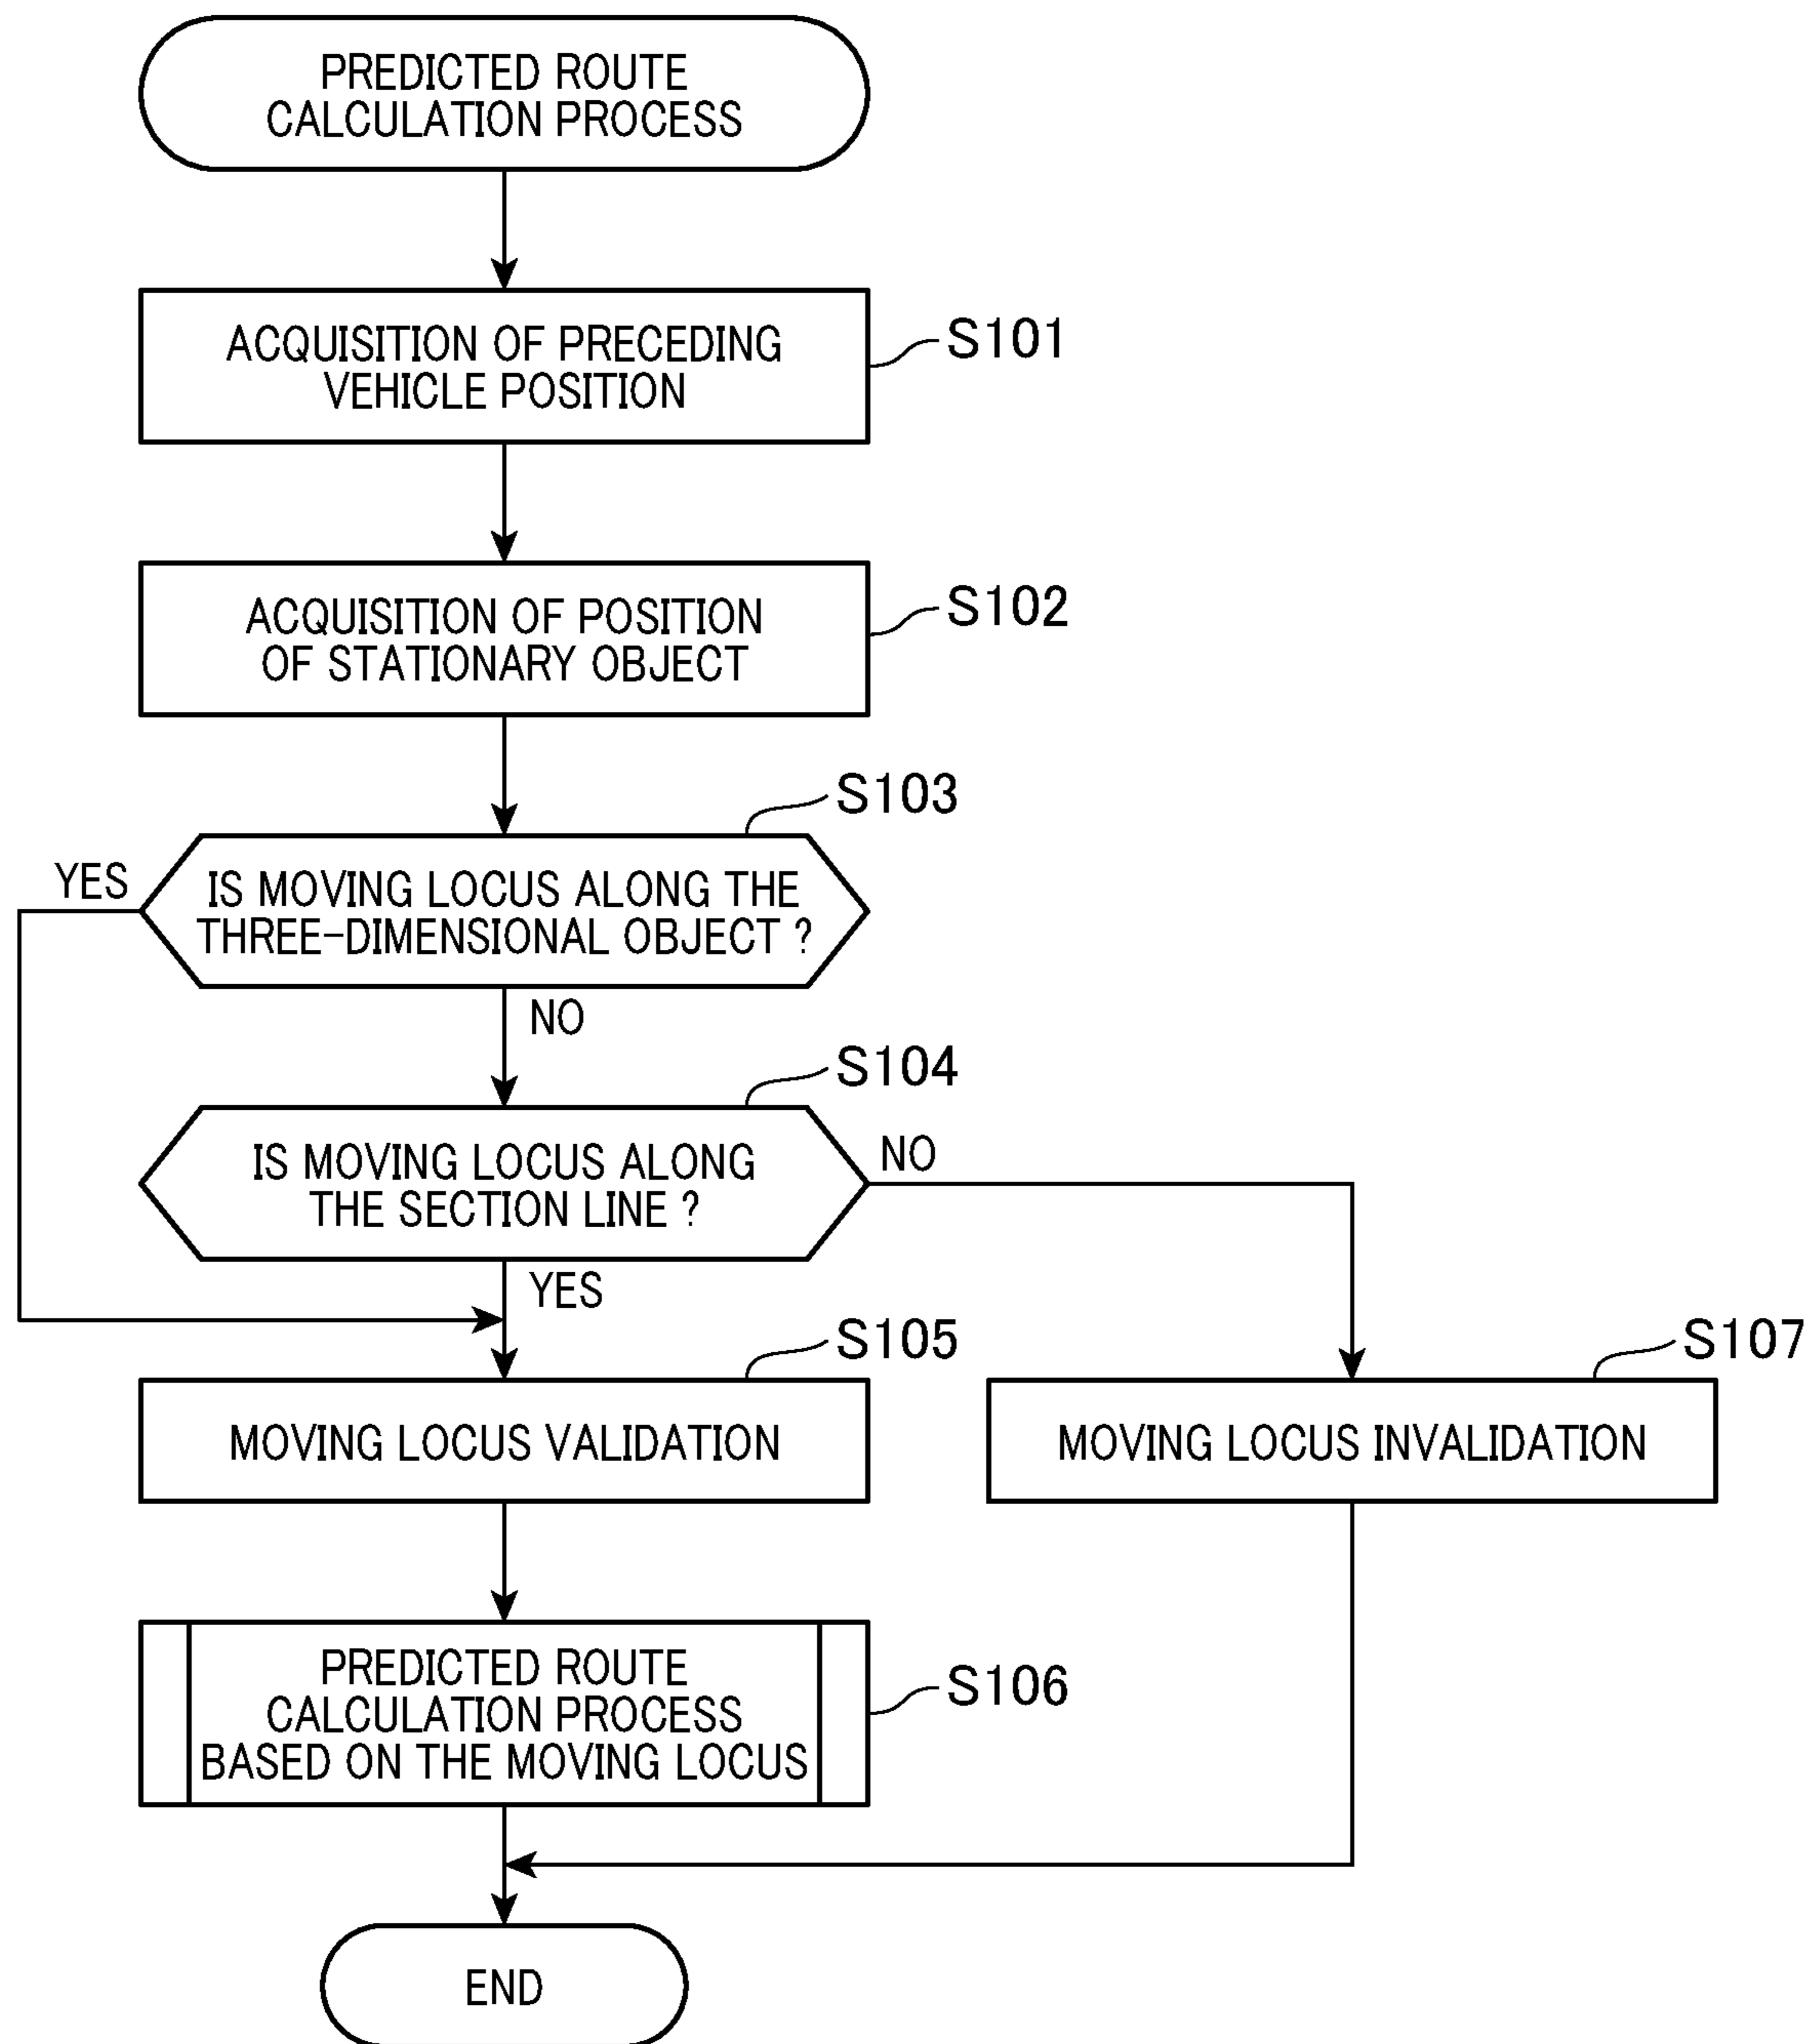 PREDICTED ROUTE
CALCULATION PROCESS
ACQUISITION OF PRECEDING
VEHICLE POSITION
S101
ACQUISITION OF POSITION
OF STATIONARY OBJECT
S102
S103
YES
IS MOVING LOCUS ALONG THE
THREE-DIMENSIONAL OBJECT ?
NO
S104
IS MOVING LOCUS ALONG
THE SECTION LINE ?
NO
YES
S105
MOVING LOCUS VALIDATION
S107
MOVING LOCUS INVALIDATION
PREDICTED ROUTE
CALCULATION PROCESS
BASED ON THE MOVING LOCUS
S106
END